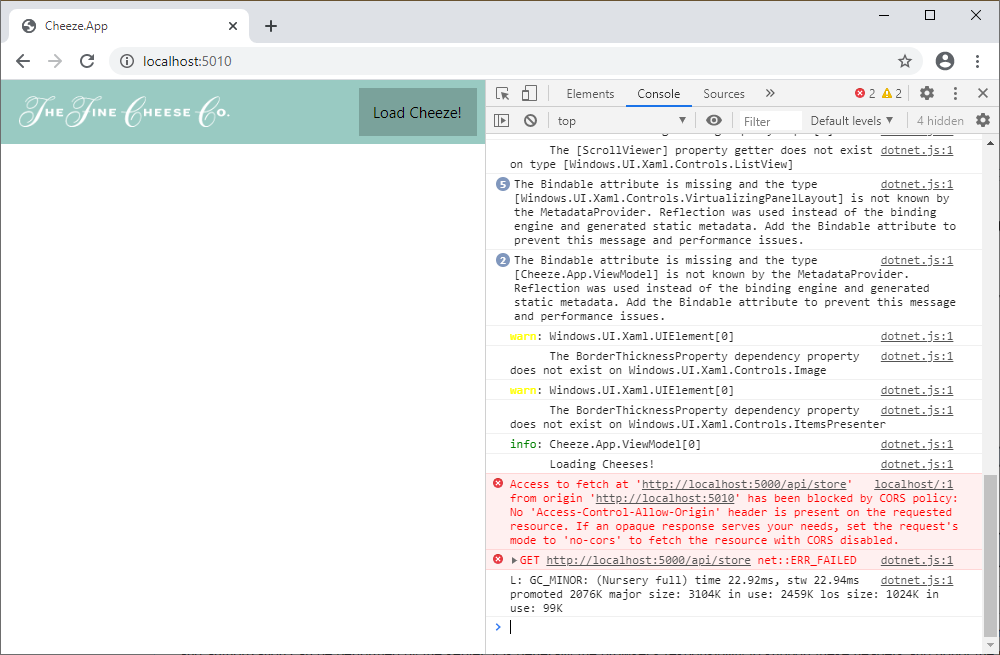 Cheeze.App
localhost:5010
The Fine Cheese Co.
Load Cheeze!
Elements Console Sources 2 2
top Filter Default levels 4 hidden
The [ScrollViewer] property getter does not exist dotnet.js:1
on type [Windows.UI.Xaml.Controls.ListView]
5 The Bindable attribute is missing and the type dotnet.js:1
[Windows.UI.Xaml.Controls.VirtualizingPanelLayout] is not known by
the MetadataProvider. Reflection was used instead of the binding
engine and generated static metadata. Add the Bindable attribute to
prevent this message and performance issues.
2 The Bindable attribute is missing and the type dotnet.js:1
[Cheeze.App.ViewModel] is not known by the MetadataProvider.
Reflection was used instead of the binding engine and generated
static metadata. Add the Bindable attribute to prevent this message
and performance issues.
warn: Windows.UI.Xaml.UIElement[0] dotnet.js:1
The BorderThicknessProperty dependency property dotnet.js:1
does not exist on Windows.UI.Xaml.Controls.Image
warn: Windows.UI.Xaml.UIElement[0] dotnet.js:1
The BorderThicknessProperty dependency property dotnet.js:1
does not exist on Windows.UI.Xaml.Controls.ItemsPresenter
info: Cheeze.App.ViewModel[0] dotnet.js:1
Loading Cheeses! dotnet.js:1
Access to fetch at 'http://localhost:5000/api/store' localhost/:1
from origin 'http://localhost:5010' has been blocked by CORS policy:
No 'Access-Control-Allow-Origin' header is present on the requested
resource. If an opaque response serves your needs, set the request's
mode to 'no-cors' to fetch the resource with CORS disabled.
GET http://localhost:5000/api/store net::ERR_FAILED dotnet.js:1
L: GC_MINOR: (Nursery full) time 22.92ms, stw 22.94ms dotnet.js:1
promoted 2076K major size: 3104K in use: 2459K los size: 1024K in
use: 99K